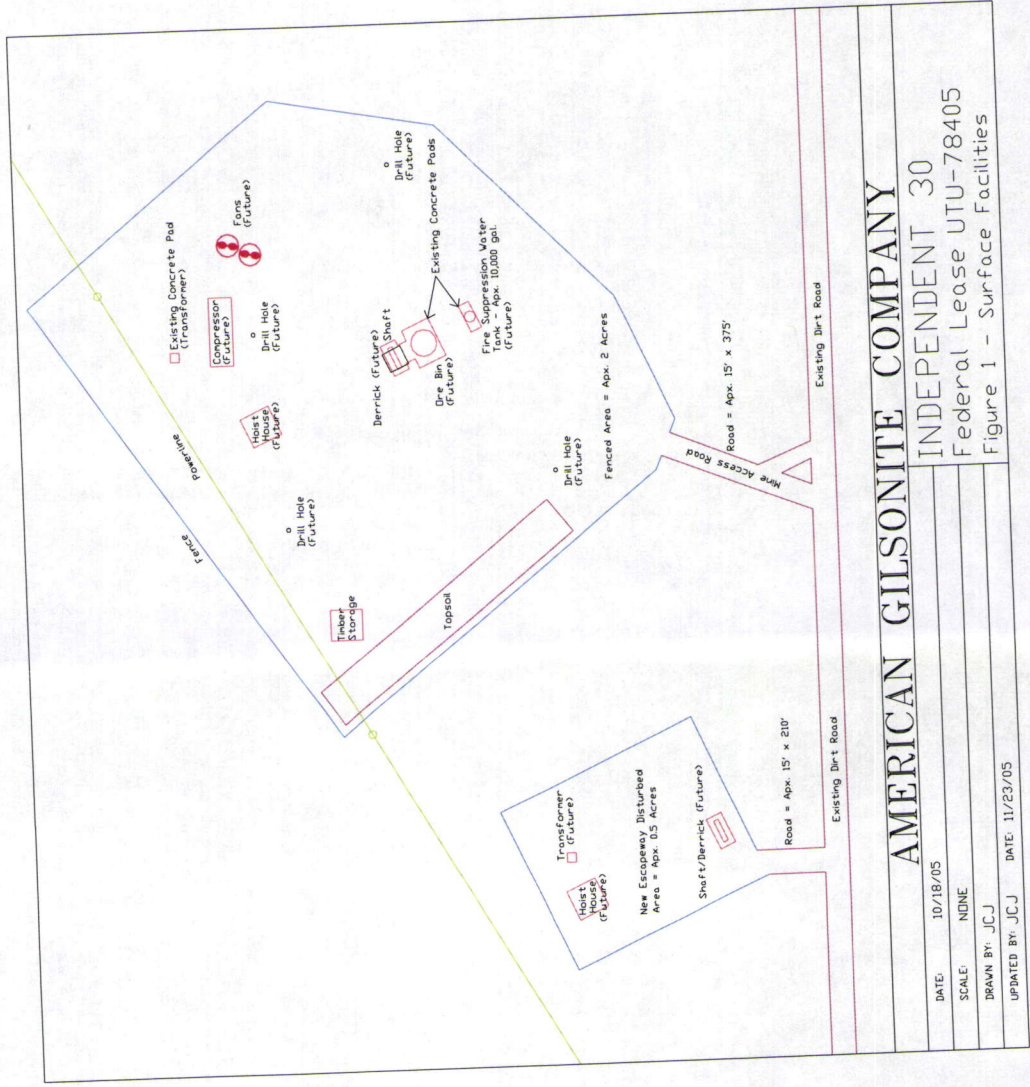 Existing Concrete Pad
(Transformer)
Fans
(Future)
Compressor
(Future)
Drill Hole
(Future)
Powerline
Fence
Hoist
House
(Future)
Drill Hole
(Future)
Drill Hole
(Future)
Existing Concrete Pads
Derrick (Future)
Shaft
Ore Bin
(Future)
Fire Suppression Water
Tank - Apx. 10,000 gal.
(Future)
Timber
Storage
Topsoil
Drill Hole
(Future)
Fenced Area = Apx. 2 Acres
Mine Access Road
Road = Apx. 15' x 375'
Existing Dirt Road
Transformer
(Future)
Hoist
House
(Future)
New Escapeway Disturbed
Area = Apx. 0.5 Acres
Shaft/Derrick (Future)
Road = Apx. 15' x 210'
Existing Dirt Road
AMERICAN GILSONITE COMPANY
DATE: 10/18/05
SCALE: NONE
DRAWN BY: JCJ
UPDATED BY: JCJ DATE: 11/23/05
INDEPENDENT 30
Federal Lease UTU-78405
Figure 1 - Surface Facilities